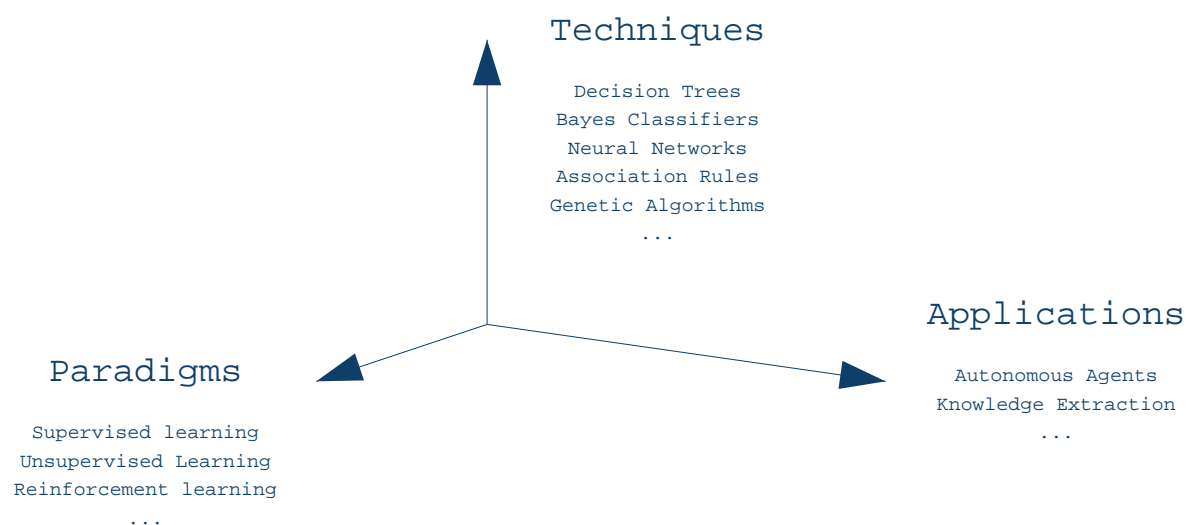 Techniques
Decision Trees
Bayes Classifiers
Neural Networks
Association Rules
Genetic Algorithms
...
Applications
Autonomous Agents
Knowledge Extraction
...
Paradigms
Supervised learning
Unsupervised Learning
Reinforcement learning
...